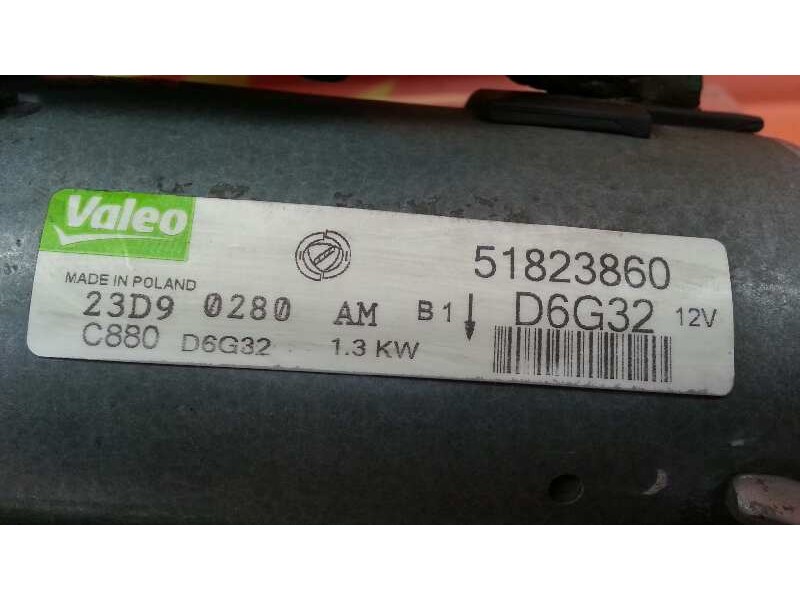 Valeo
51823860
MADE IN POLAND
23D9 0280 AM B1 D6G32 12V
C880 D6G32 1.3 KW